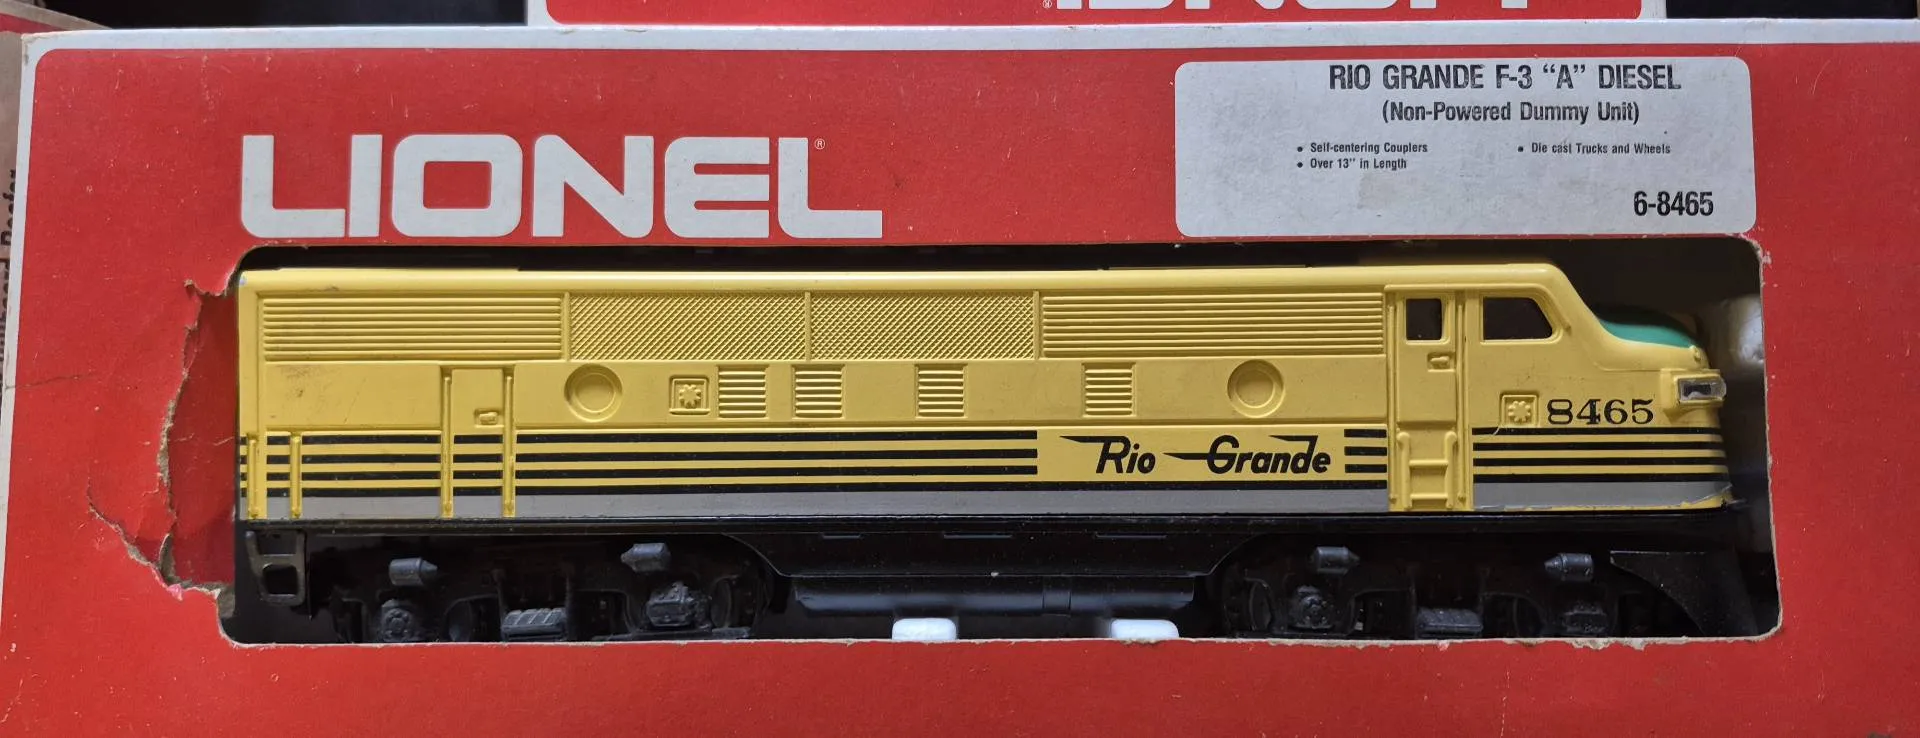 LIONEL®
RIO GRANDE F-3 “A” DIESEL
(Non-Powered Dummy Unit)
• Self-centering Couplers
• Over 13" in Length
• Die cast Trucks and Wheels
6-8465
8465
Rio Grande